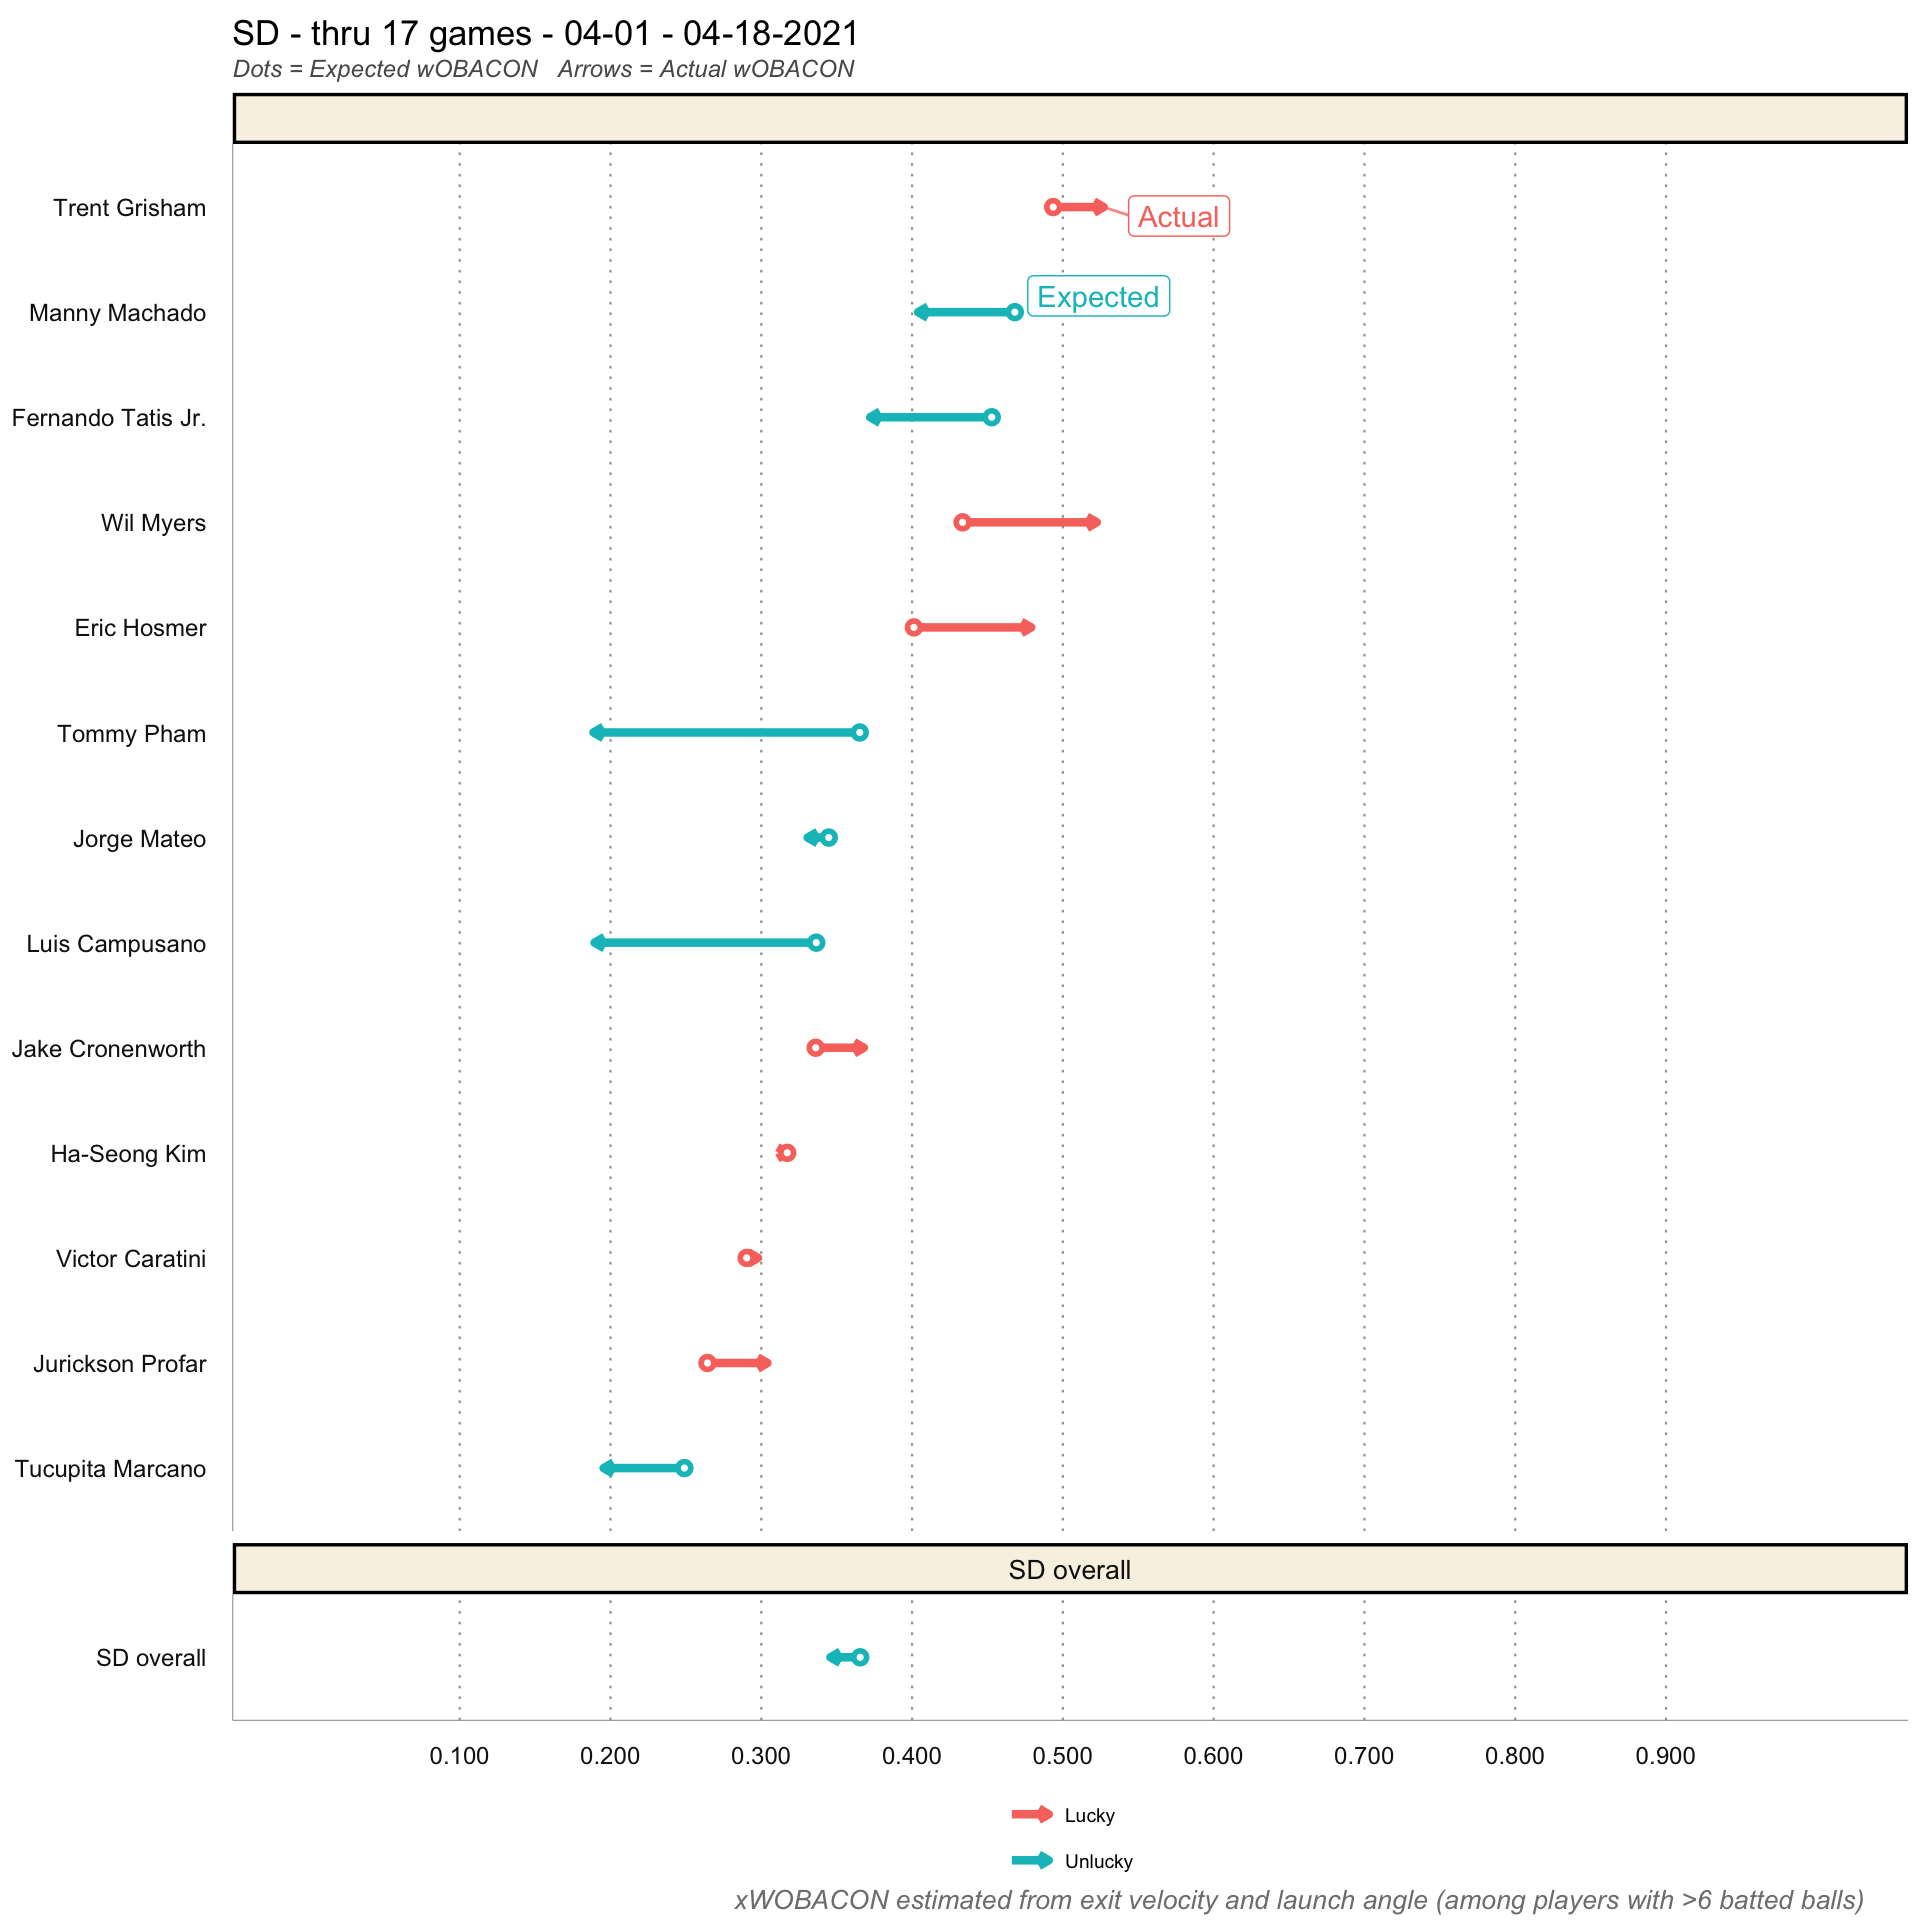 SD - thru 17 games - 04-01 - 04-18-2021
Dots = Expected wOBACON   Arrows = Actual wOBACON
Trent Grisham
Actual
Expected
Manny Machado
Fernando Tatis Jr.
Wil Myers
Eric Hosmer
Tommy Pham
Jorge Mateo
Luis Campusano
Jake Cronenworth
Ha-Seong Kim
Victor Caratini
Jurickson Profar
Tucupita Marcano
SD overall
SD overall
0.100 0.200 0.300 0.400 0.500 0.600 0.700 0.800 0.900
Lucky
Unlucky
xWOBACON estimated from exit velocity and launch angle (among players with >6 batted balls)